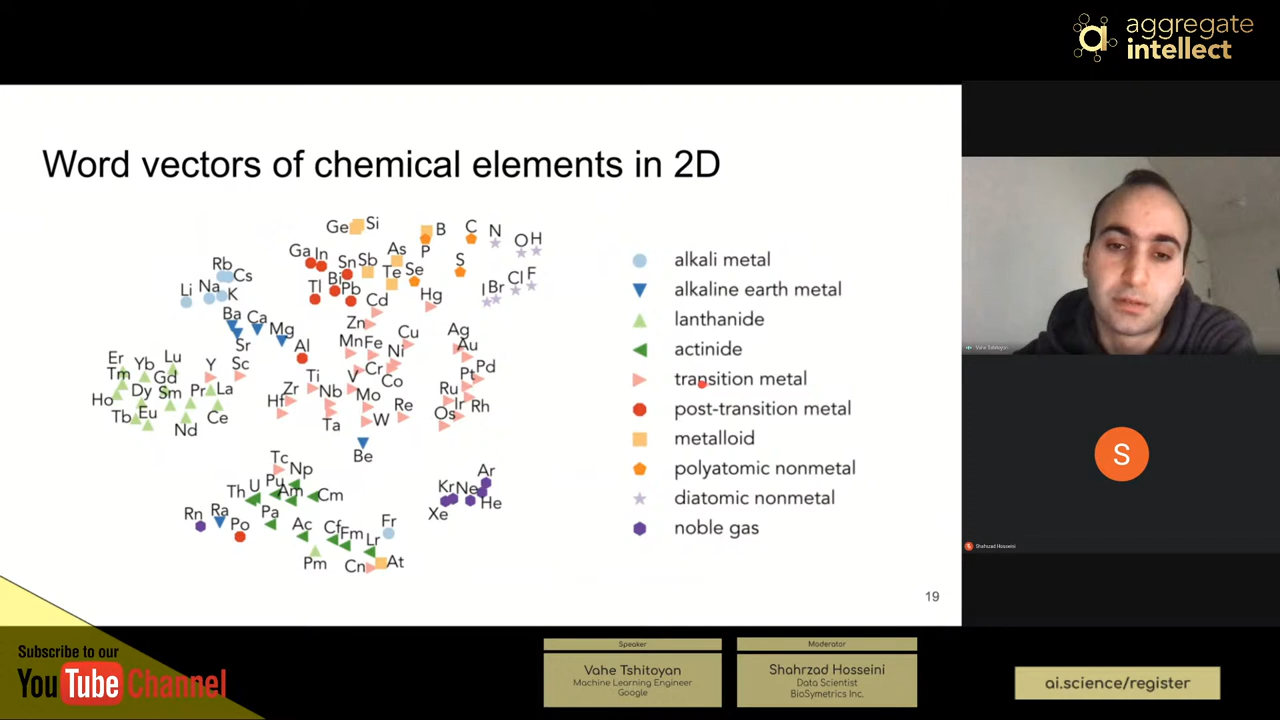 aggregate
intellect
Word vectors of chemical elements in 2D
Ge Si B C N O H
Ga In Sn Sb As P
Tl Bi Pb Te Se S I Br Cl F
Rb Cs
Li Na K
Cd Hg
Ba Ca Mg Zn
Sr Al Mn Fe Cu Ag Au
Er Yb Lu Y Sc Ni
Tm Gd Ti V Cr Co Pt Pd
Ho Dy Sm Pr La Hf Zr Nb Mo Ru Ir Rh
Tb Eu Ce Ta W Re Os
Nd Be
Tc Np
Th U Pu Am Cm
Rn Ra Po Pa Ac Cf Fm Lr Fr
Pm Cn At
Kr Ne Ar
Xe He
alkali metal
alkaline earth metal
lanthanide
actinide
transition metal
post-transition metal
metalloid
polyatomic nonmetal
diatomic nonmetal
noble gas
19
Vahe Tshitoyan
S
S
Shahrzad Hosseini
Subscribe to our
YouTube Channel
Speaker
Vahe Tshitoyan
Machine Learning Engineer
Google
Moderator
Shahrzad Hosseini
Data Scientist
BioSymetrics Inc.
ai.science/register